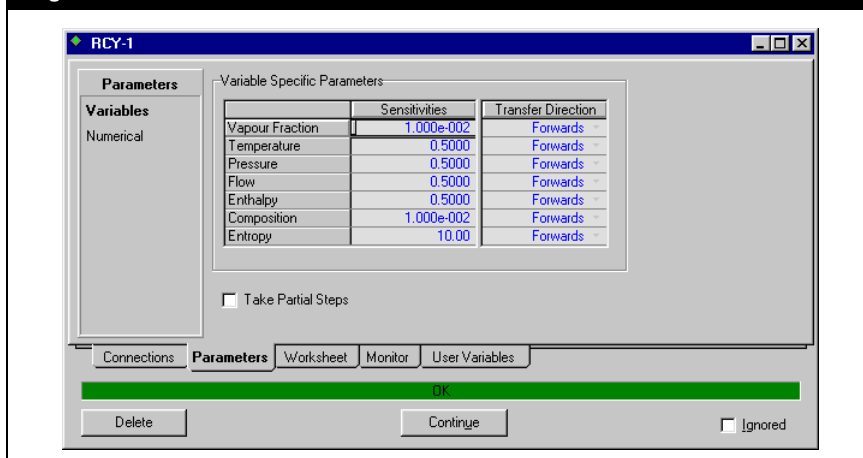 RCY-1
Parameters
Variables
Numerical
Variable Specific Parameters
Sensitivities Transfer Direction
Vapour Fraction 1.000e-002 Forwards
Temperature 0.5000 Forwards
Pressure 0.5000 Forwards
Flow 0.5000 Forwards
Enthalpy 0.5000 Forwards
Composition 1.000e-002 Forwards
Entropy 10.00 Forwards
Take Partial Steps
Connections Parameters Worksheet Monitor User Variables
OK
Delete Continue Ignored